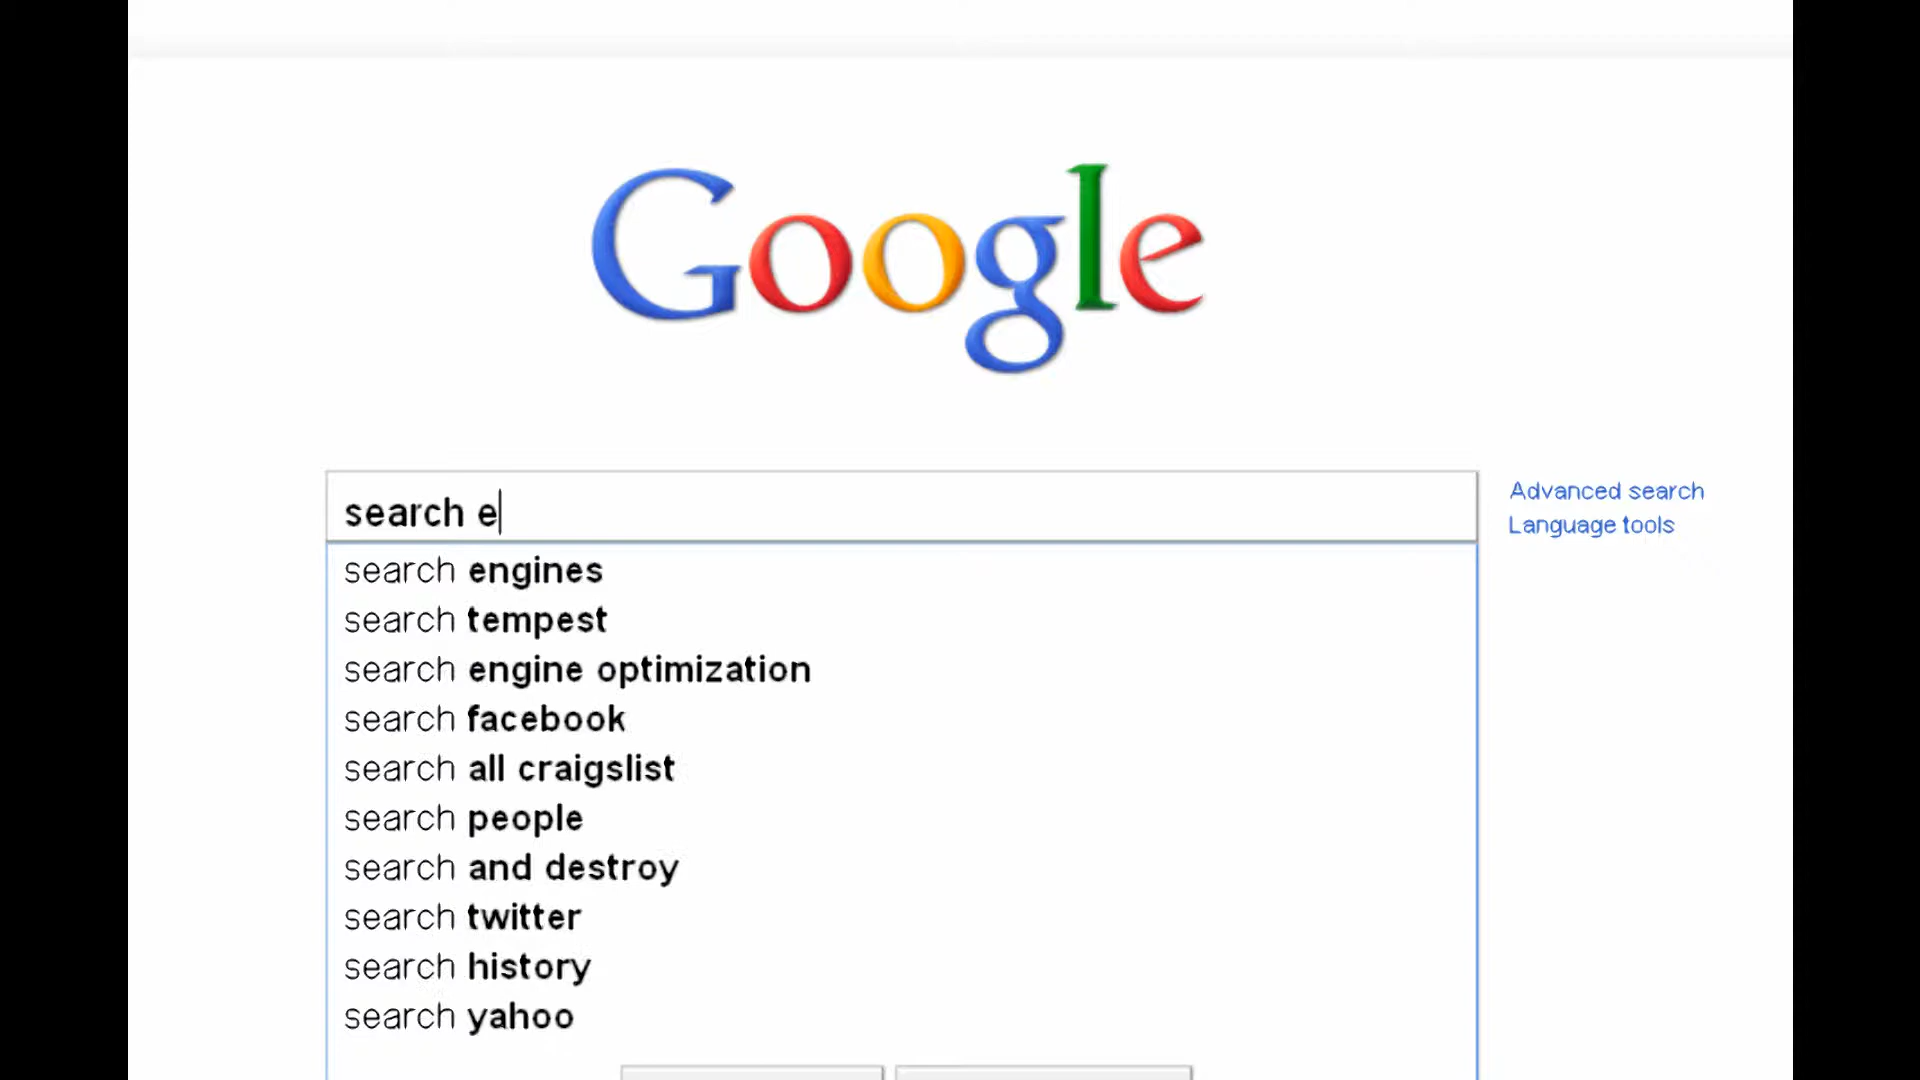 Google
search e
Advanced search
Language tools
search engines
search tempest
search engine optimization
search facebook
search all craigslist
search people
search and destroy
search twitter
search history
search yahoo